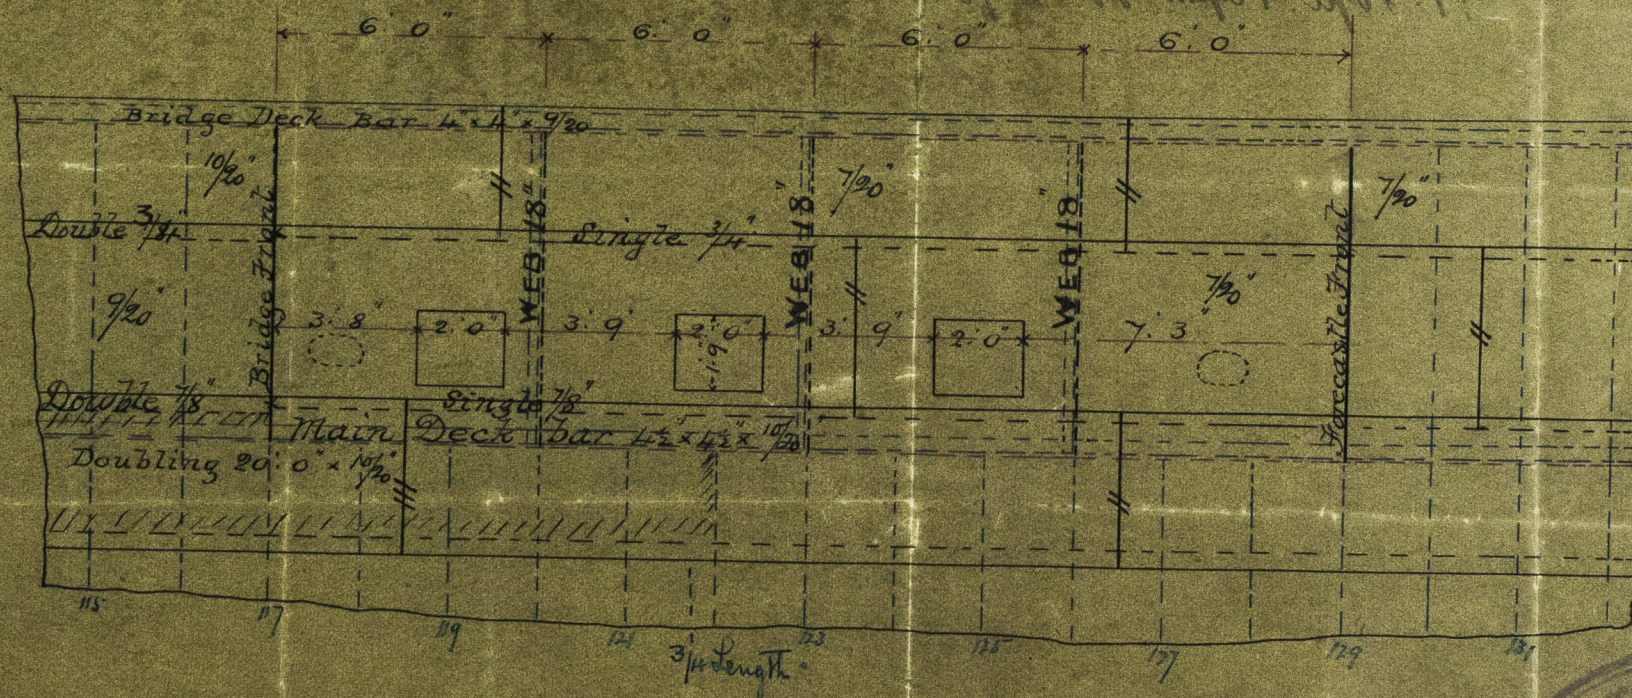 6' 0" 6' 0" 6' 0" 6' 0"
Bridge Deck Bar 4" × 4" × 9/20
10/20" 7/20" 7/20"
Bridge Front
WEB 18"
WEB 18"
WEB 18"
Forecastle Front
Double 3/4" Single 3/4"
9/20" 7/20"
3' 8" 2' 0" 3' 9" 2' 0" 3' 9" 2' 0" 7' 3"
1' 9"
Double 7/8" Single 7/8"
Main Deck bar 4½" × 4½" × 10/20"
Doubling 20' 0" × 10/20"
115 117 119 121 123 125 127 129 131
3/4 Length